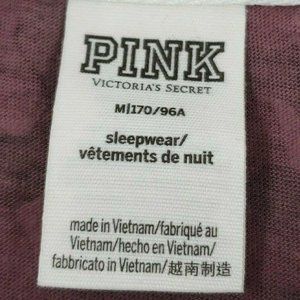 PINK
VICTORIA'S SECRET
M|170/96A
sleepwear/
vêtements de nuit
made in Vietnam/fabriqué au
Vietnam/hecho en Vietnam/
fabbricato in Vietnam/越南制造